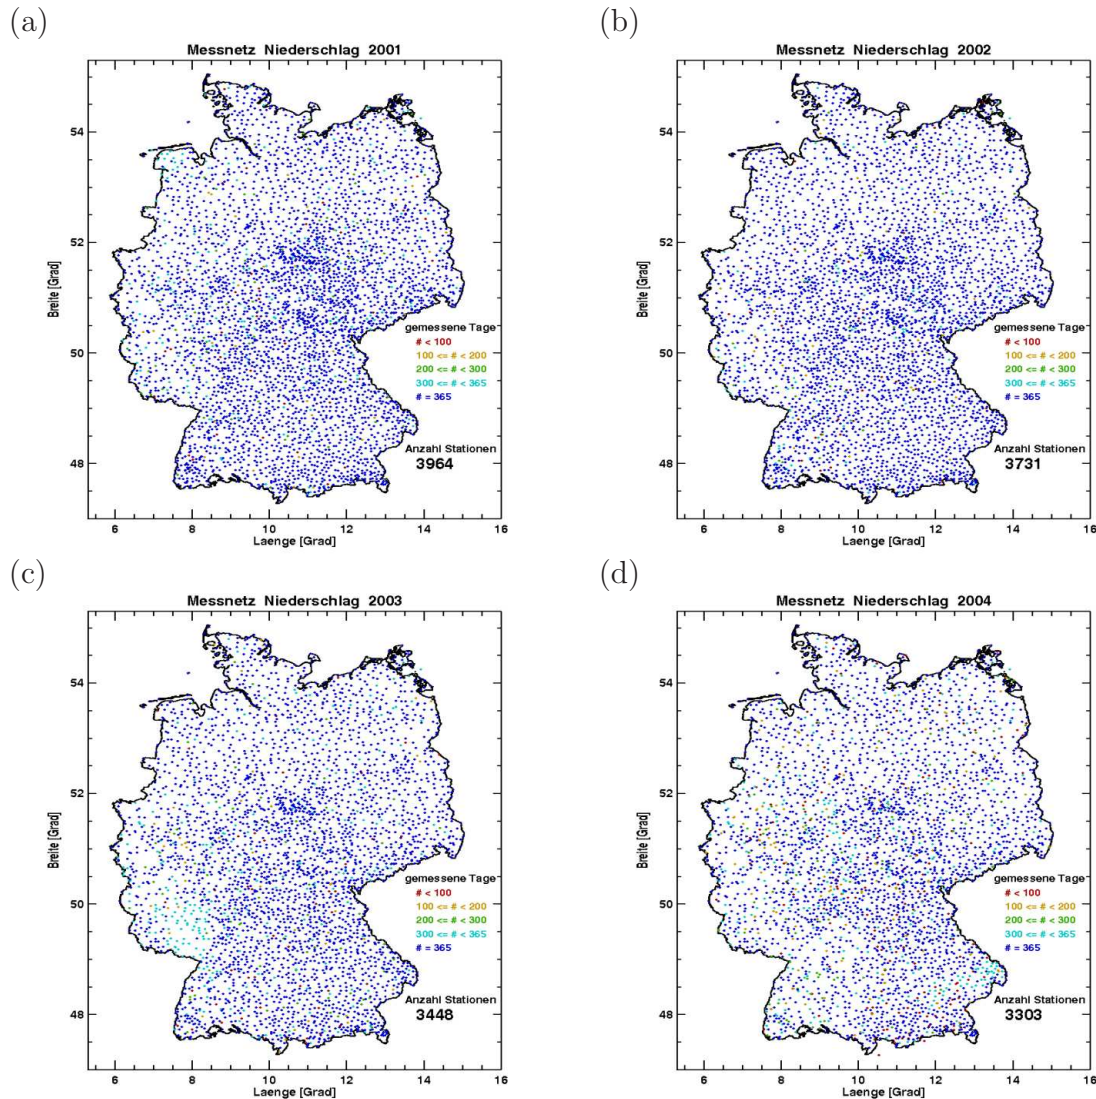 (a)
Messnetz Niederschlag 2001
54
52
50
48
Breite [Grad]
gemessene Tage
# < 100
100 <= # < 200
200 <= # < 300
300 <= # < 365
# = 365
Anzahl Stationen
3964
6 8 10 12 14 16
Laenge [Grad]
(b)
Messnetz Niederschlag 2002
54
52
50
48
Breite [Grad]
gemessene Tage
# < 100
100 <= # < 200
200 <= # < 300
300 <= # < 365
# = 365
Anzahl Stationen
3731
6 8 10 12 14 16
Laenge [Grad]
(c)
Messnetz Niederschlag 2003
54
52
50
48
Breite [Grad]
gemessene Tage
# < 100
100 <= # < 200
200 <= # < 300
300 <= # < 365
# = 365
Anzahl Stationen
3448
6 8 10 12 14 16
Laenge [Grad]
(d)
Messnetz Niederschlag 2004
54
52
50
48
Breite [Grad]
gemessene Tage
# < 100
100 <= # < 200
200 <= # < 300
300 <= # < 365
# = 365
Anzahl Stationen
3303
6 8 10 12 14 16
Laenge [Grad]